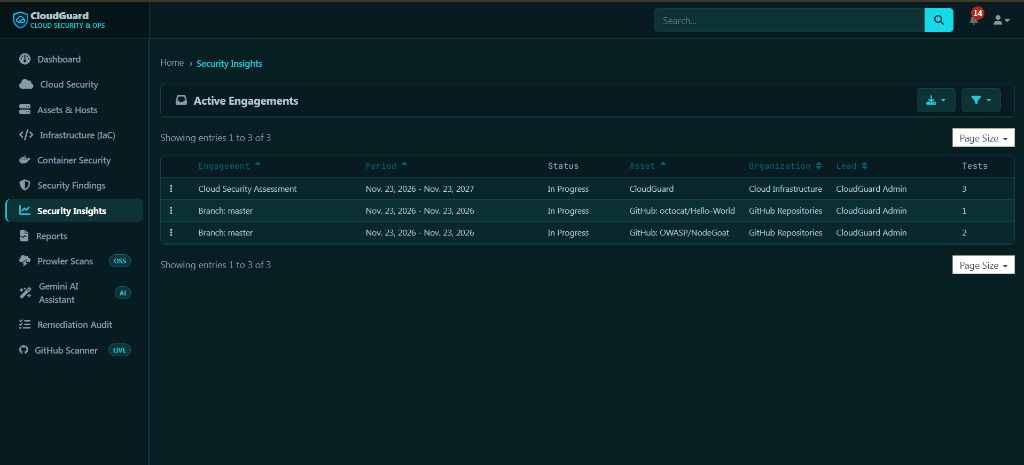 CloudGuard
CLOUD SECURITY & OPS
Search...
14
Dashboard
Cloud Security
Assets & Hosts
Infrastructure (IaC)
Container Security
Security Findings
Security Insights
Reports
Prowler Scans OSS
Gemini AI
Assistant
AI
Remediation Audit
GitHub Scanner LIVE
Home › Security Insights
Active Engagements
Showing entries 1 to 3 of 3
Page Size
Engagement Period Status Asset Organization Lead Tests
Cloud Security Assessment Nov. 23, 2026 - Nov. 23, 2027 In Progress CloudGuard Cloud Infrastructure CloudGuard Admin 3
Branch: master Nov. 23, 2026 - Nov. 23, 2026 In Progress GitHub: octocat/Hello-World GitHub Repositories CloudGuard Admin 1
Branch: master Nov. 23, 2026 - Nov. 23, 2026 In Progress GitHub: OWASP/NodeGoat GitHub Repositories CloudGuard Admin 2
Showing entries 1 to 3 of 3
Page Size